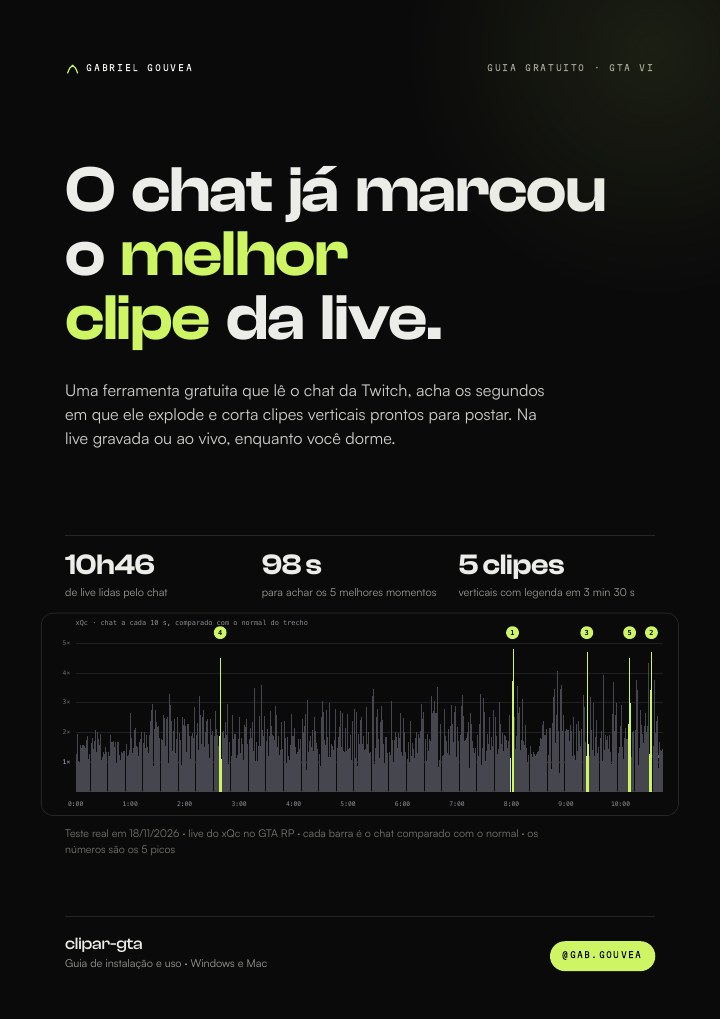 GABRIEL GOUVEA
GUIA GRATUITO · GTA VI
O chat já marcou
o melhor
clipe da live.
Uma ferramenta gratuita que lê o chat da Twitch, acha os segundos
em que ele explode e corta clipes verticais prontos para postar. Na
live gravada ou ao vivo, enquanto você dorme.
10h46
de live lidas pelo chat
98 s
para achar os 5 melhores momentos
5 clipes
verticais com legenda em 3 min 30 s
xQc · chat a cada 10 s, comparado com o normal do trecho
4
1
3
5
2
5×
4×
3×
2×
1×
0:00
1:00
2:00
3:00
4:00
5:00
6:00
7:00
8:00
9:00
10:00
Teste real em 18/11/2026 · live do xQc no GTA RP · cada barra é o chat comparado com o normal · os
números são os 5 picos
clipar-gta
Guia de instalação e uso · Windows e Mac
@GAB.GOUVEA